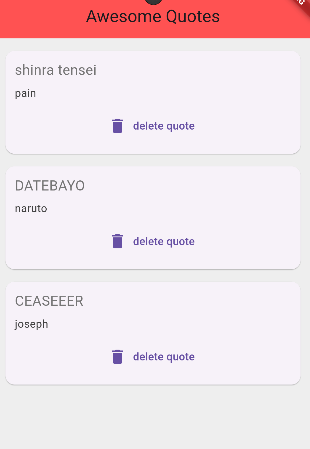 Awesome Quotes
shinra tensei
pain
delete quote
DATEBAYO
naruto
delete quote
CEASEEER
joseph
delete quote